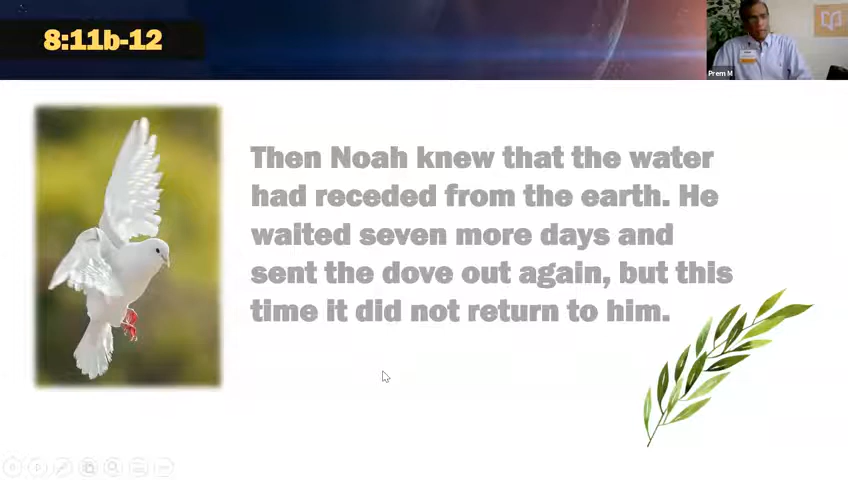 8:11b-12
Prem M
Then Noah knew that the water
had receded from the earth. He
waited seven more days and
sent the dove out again, but this
time it did not return to him.